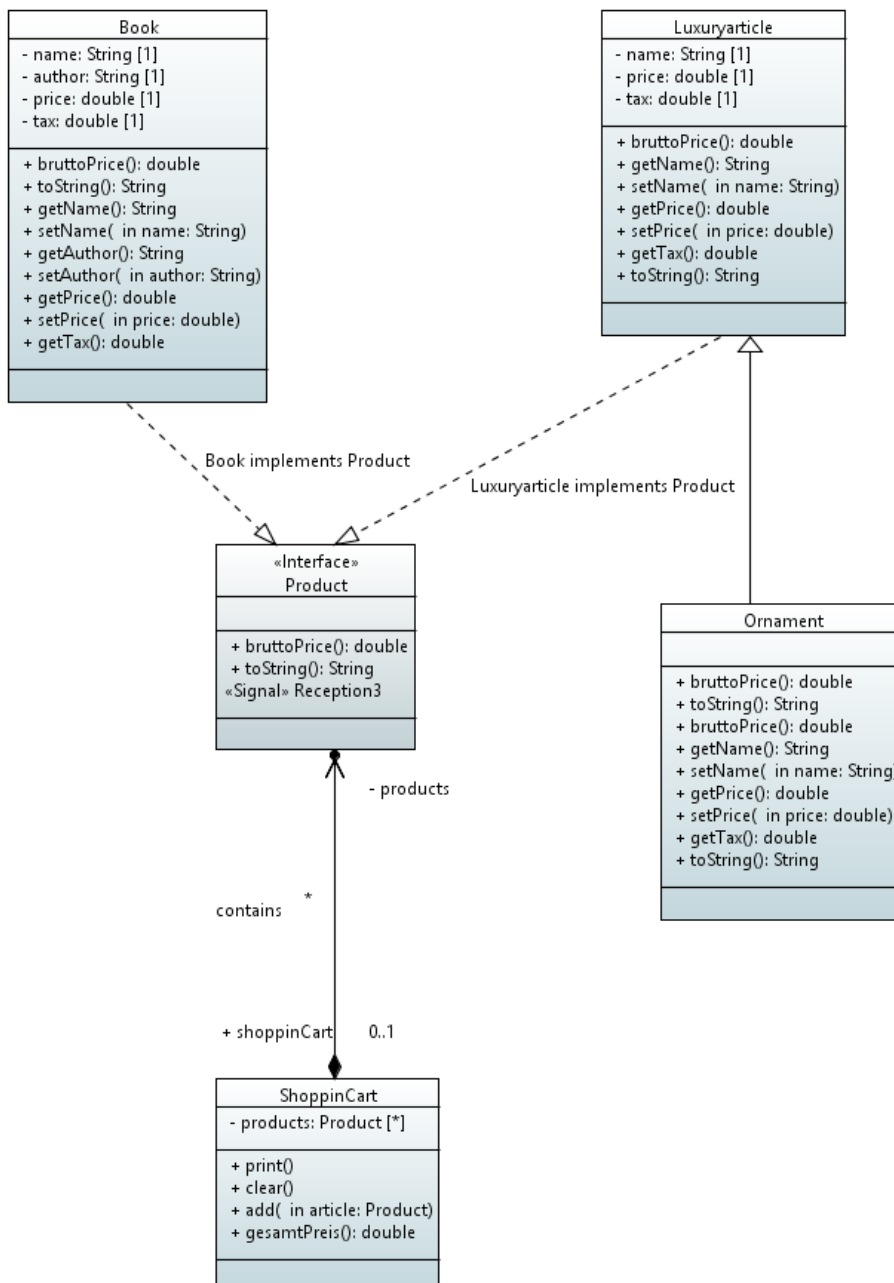 Book
- name: String [1]
- author: String [1]
- price: double [1]
- tax: double [1]
+ bruttoPrice(): double
+ toString(): String
+ getName(): String
+ setName(  in name: String)
+ getAuthor(): String
+ setAuthor(  in author: String)
+ getPrice(): double
+ setPrice(  in price: double)
+ getTax(): double
Luxuryarticle
- name: String [1]
- price: double [1]
- tax: double [1]
+ bruttoPrice(): double
+ getName(): String
+ setName(  in name: String)
+ getPrice(): double
+ setPrice(  in price: double)
+ getTax(): double
+ toString(): String
Book implements Product
Luxuryarticle implements Product
«Interface»
Product
+ bruttoPrice(): double
+ toString(): String
«Signal» Reception3
Ornament
+ bruttoPrice(): double
+ toString(): String
+ bruttoPrice(): double
+ getName(): String
+ setName(  in name: String)
+ getPrice(): double
+ setPrice(  in price: double)
+ getTax(): double
+ toString(): String
- products
*
contains
+ shoppinCart
0..1
ShoppinCart
- products: Product [*]
+ print()
+ clear()
+ add(  in article: Product)
+ gesamtPreis(): double